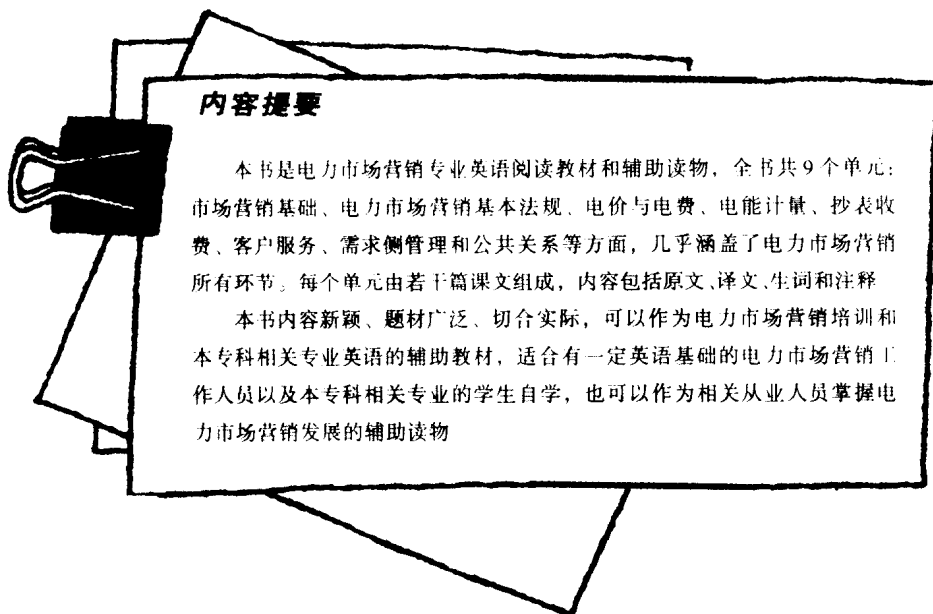 内容提要
本书是电力市场营销专业英语阅读教材和辅助读物，全书共9个单元：
市场营销基础、电力市场营销基本法规、电价与电费、电能计量、抄表收
费、客户服务、需求侧管理和公共关系等方面，几乎涵盖了电力市场营销
所有环节。每个单元由若干篇课文组成，内容包括原文、译文、生词和注释
本书内容新颖、题材广泛、切合实际，可以作为电力市场营销培训和
本专科相关专业英语的辅助教材，适合有一定英语基础的电力市场营销工
作人员以及本专科相关专业的学生自学，也可以作为相关从业人员掌握电
力市场营销发展的辅助读物